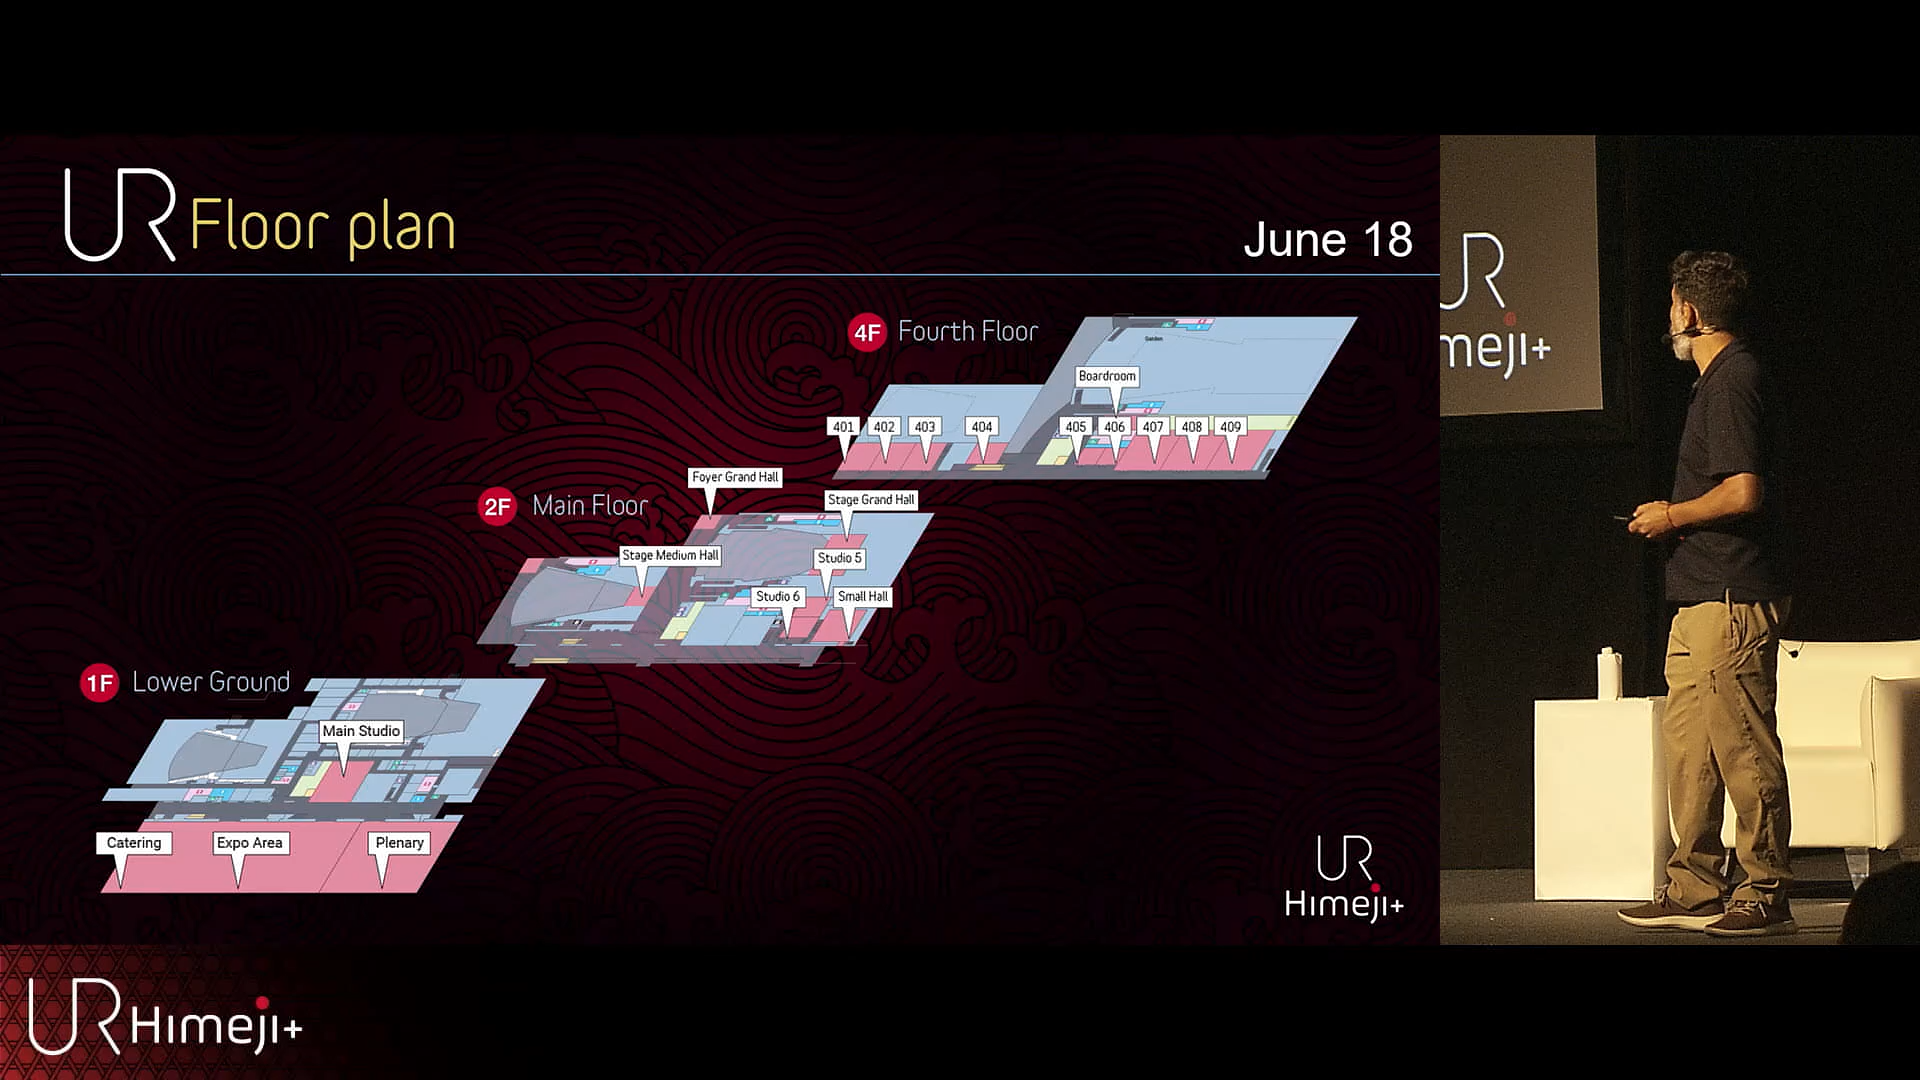 UR Floor plan
June 18
4F Fourth Floor
Garden
Boardroom
401 402 403 404 405 406 407 408 409
Foyer Grand Hall
2F Main Floor
Stage Grand Hall
Stage Medium Hall
Studio 5
Studio 6
Small Hall
1F Lower Ground
Main Studio
Catering
Expo Area
Plenary
UR
Himeji+
UR
meji+
UR Himeji+